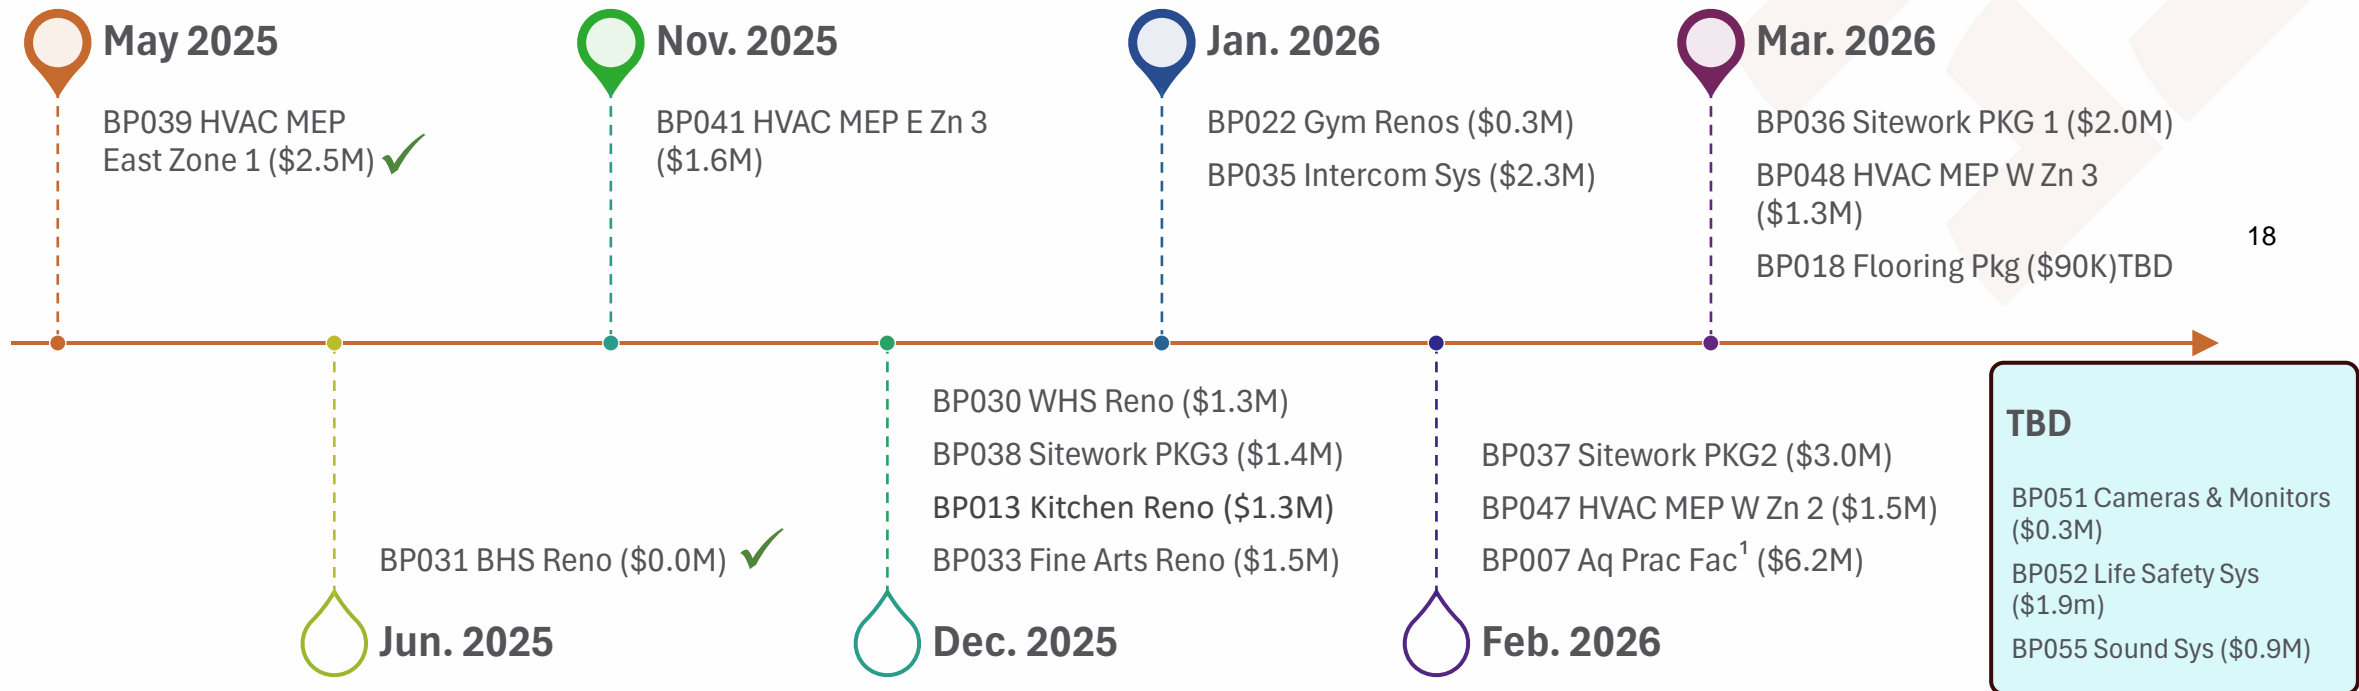 May 2025
BP039 HVAC MEP
East Zone 1 ($2.5M)
Nov. 2025
BP041 HVAC MEP E Zn 3
($1.6M)
Jan. 2026
BP022 Gym Renos ($0.3M)
BP035 Intercom Sys ($2.3M)
Mar. 2026
BP036 Sitework PKG 1 ($2.0M)
BP048 HVAC MEP W Zn 3
($1.3M)
BP018 Flooring Pkg ($90K)TBD
18
BP031 BHS Reno ($0.0M)
Jun. 2025
BP030 WHS Reno ($1.3M)
BP038 Sitework PKG3 ($1.4M)
BP013 Kitchen Reno ($1.3M)
BP033 Fine Arts Reno ($1.5M)
Dec. 2025
BP037 Sitework PKG2 ($3.0M)
BP047 HVAC MEP W Zn 2 ($1.5M)
BP007 Aq Prac Fac¹ ($6.2M)
Feb. 2026
TBD
BP051 Cameras & Monitors
($0.3M)
BP052 Life Safety Sys
($1.9m)
BP055 Sound Sys ($0.9M)